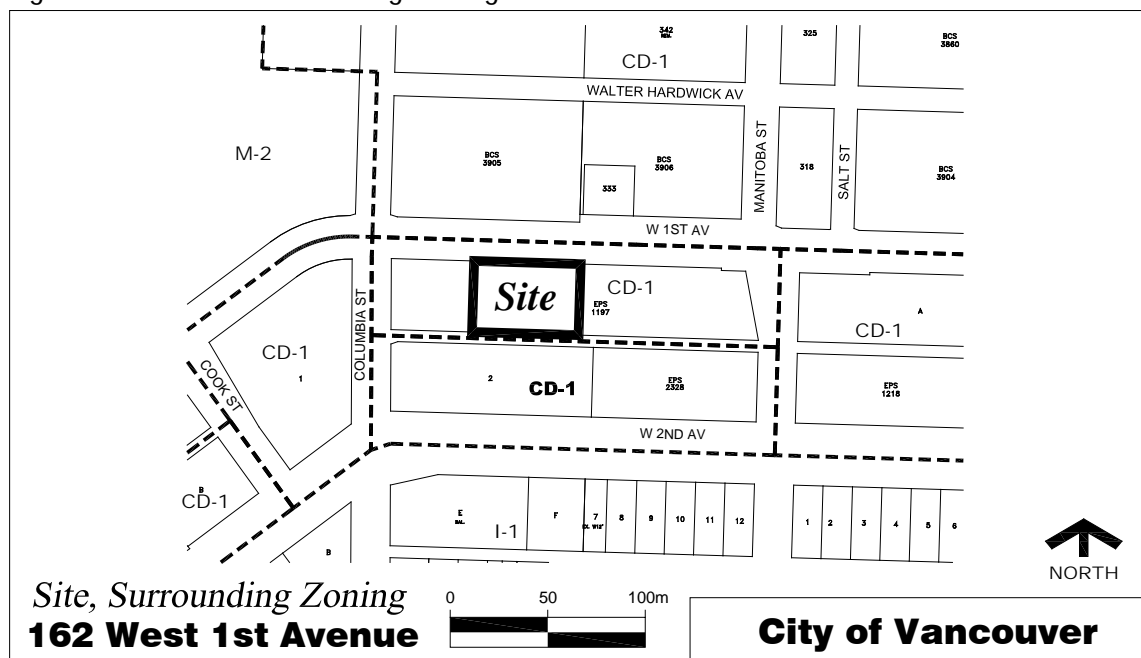 342
REM.
CD-1
325
BCS
3860
WALTER HARDWICK AV
M-2
BCS
3905
BCS
3906
333
MANITOBA ST
318
SALT ST
BCS
3904
W 1ST AV
COLUMBIA ST
Site
CD-1
EPS
1197
A
CD-1
CD-1
1
COOK ST
2
CD-1
EPS
2328
EPS
1218
W 2ND AV
B
CD-1
E
BAL.
F
I-1
7
8
9
10
11
12
1
2
3
4
5
6
B
NORTH
Site, Surrounding Zoning
162 West 1st Avenue
0 50 100m
City of Vancouver